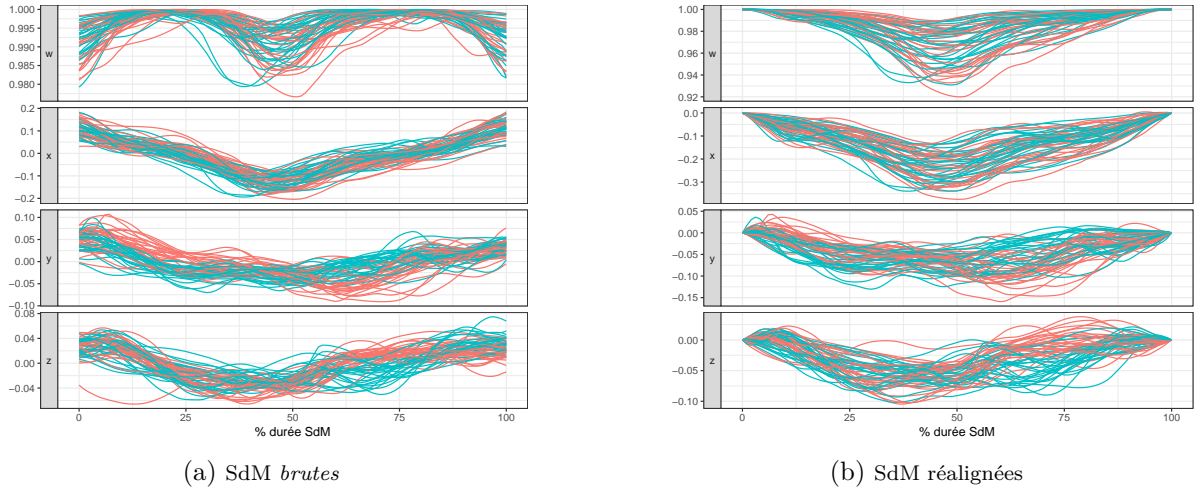 1.000
0.995
0.990
0.985
0.980
w
0.2
0.1
0.0
−0.1
−0.2
x
0.10
0.05
0.00
−0.05
−0.10
y
0.08
0.04
0.00
−0.04
z
0 25 50 75 100
% durée SdM
(a) SdM brutes
1.00
0.98
0.96
0.94
0.92
w
0.0
−0.1
−0.2
−0.3
x
0.05
0.00
−0.05
−0.10
−0.15
y
0.00
−0.05
−0.10
z
0 25 50 75 100
% durée SdM
(b) SdM réalignées